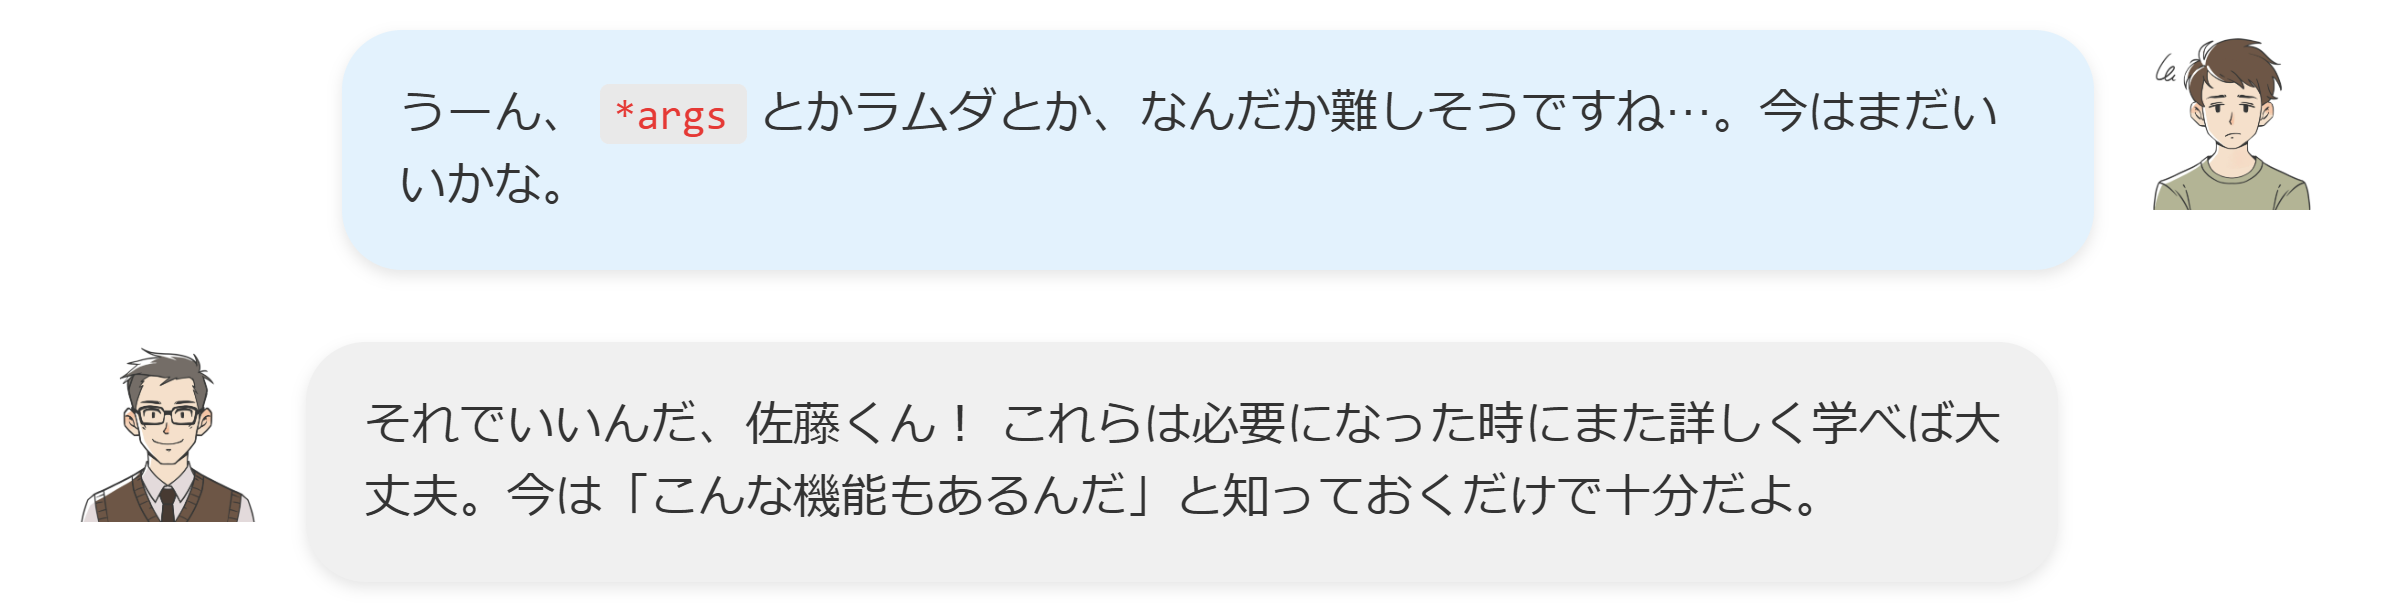 うーん、 *args とかラムダとか、なんだか難しそうですね…。今はまだい
いかな。
それでいいんだ、佐藤くん！ これらは必要になった時にまた詳しく学べば大
丈夫。今は「こんな機能もあるんだ」と知っておくだけで十分だよ。